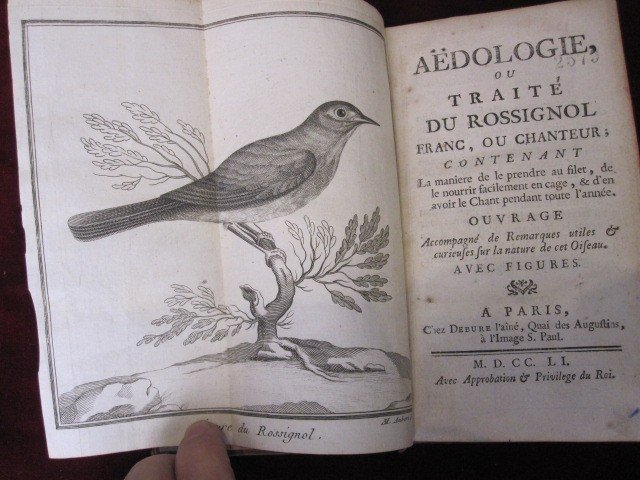 du Rossignol.
AËDOLOGIE,
OU
TRAITÉ
DU ROSSIGNOL
FRANC, OU CHANTEUR;
CONTENANT
La maniere de le prendre au filet, de
le nourrir facilement en cage, & d'en
avoir le Chant pendant toute l'année.
OUVRAGE
Accompagné de Remarques utiles &
curieuses sur la nature de cet Oiseau.
AVEC FIGURES.
A PARIS,
Chez DEBURE l'aîné, Quai des Augustins,
à l'Image S. Paul.
M. D. CC. LI.
Avec Approbation & Privilege du Roi.